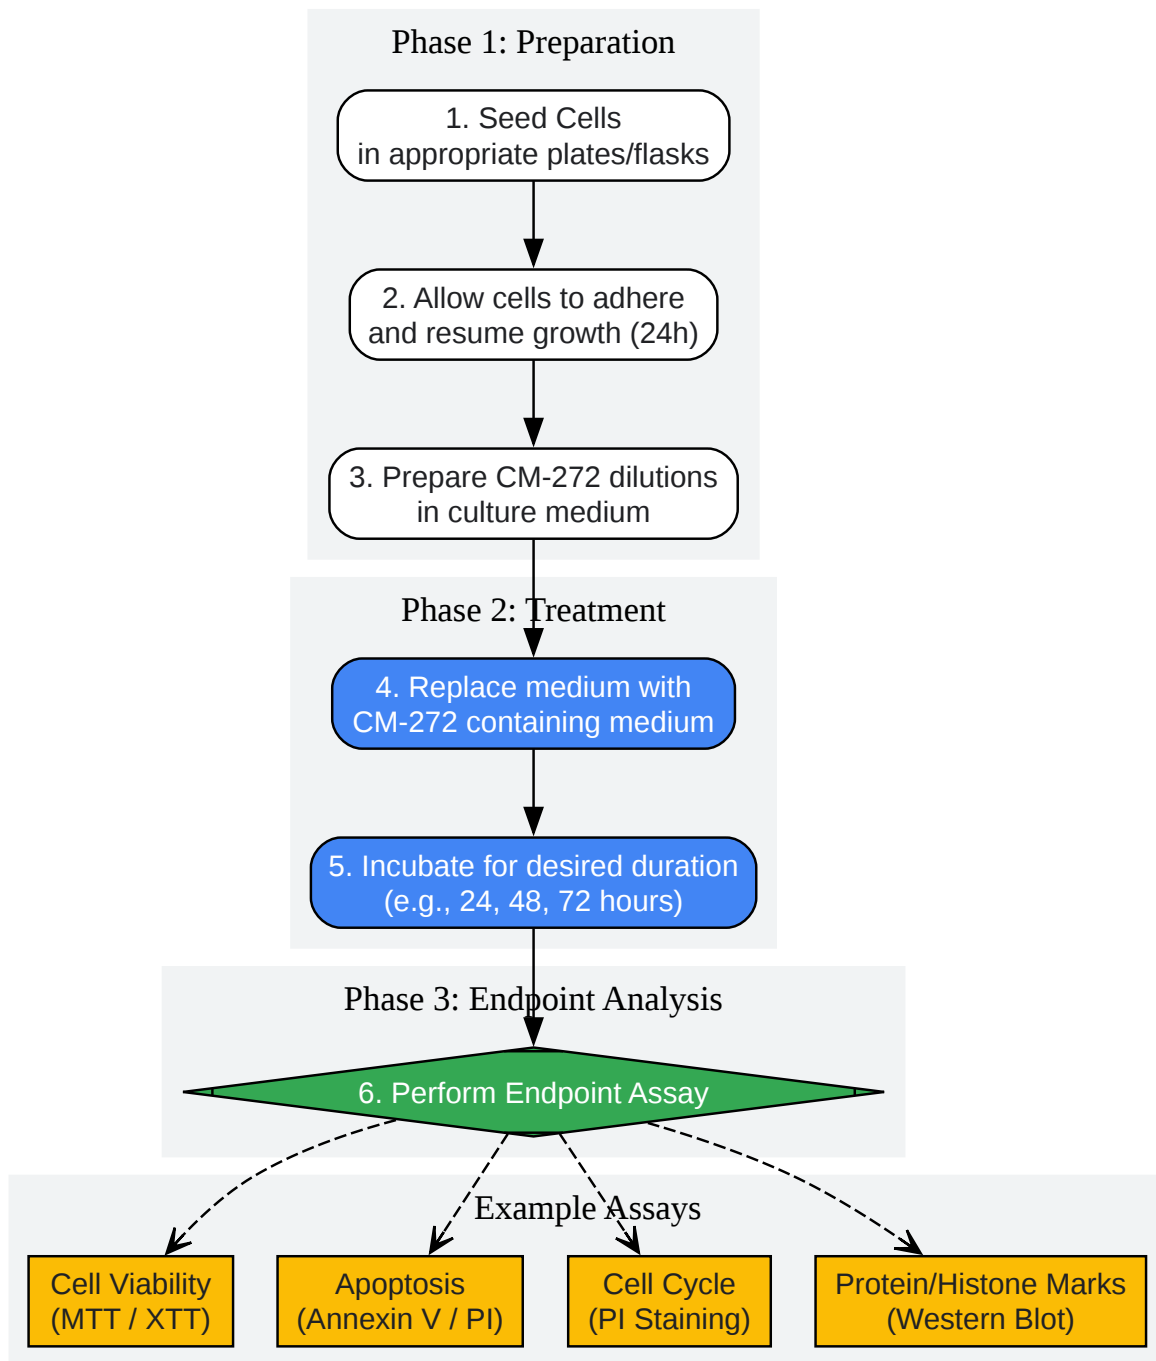 Phase 1: Preparation
1. Seed Cells
in appropriate plates/flasks
2. Allow cells to adhere
and resume growth (24h)
3. Prepare CM-272 dilutions
in culture medium
Phase 2: Treatment
4. Replace medium with
CM-272 containing medium
5. Incubate for desired duration
(e.g., 24, 48, 72 hours)
Phase 3: Endpoint Analysis
6. Perform Endpoint Assay
Example Assays
Cell Viability
(MTT / XTT)
Apoptosis
(Annexin V / PI)
Cell Cycle
(PI Staining)
Protein/Histone Marks
(Western Blot)